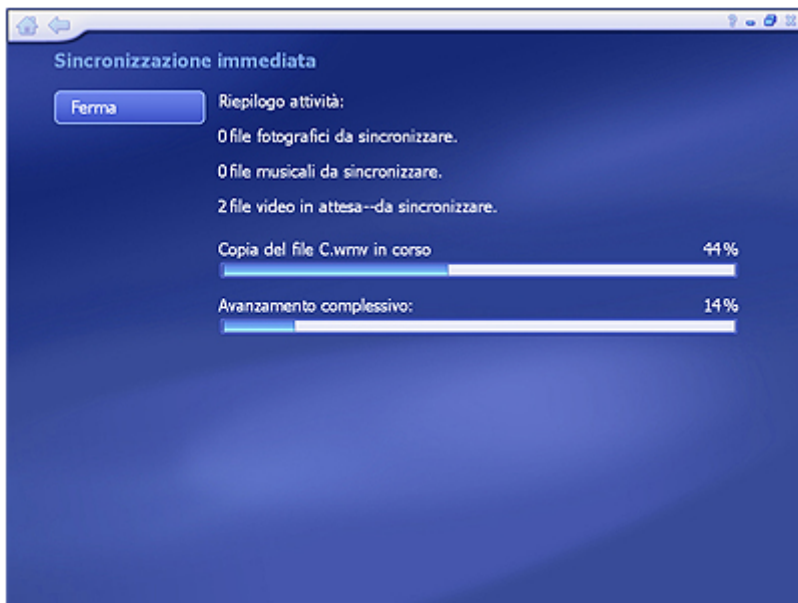 Sincronizzazione immediata
Ferma
Riepilogo attività:
0 file fotografici da sincronizzare.
0 file musicali da sincronizzare.
2 file video in attesa--da sincronizzare.
Copia del file C.wmv in corso 44%
Avanzamento complessivo: 14%